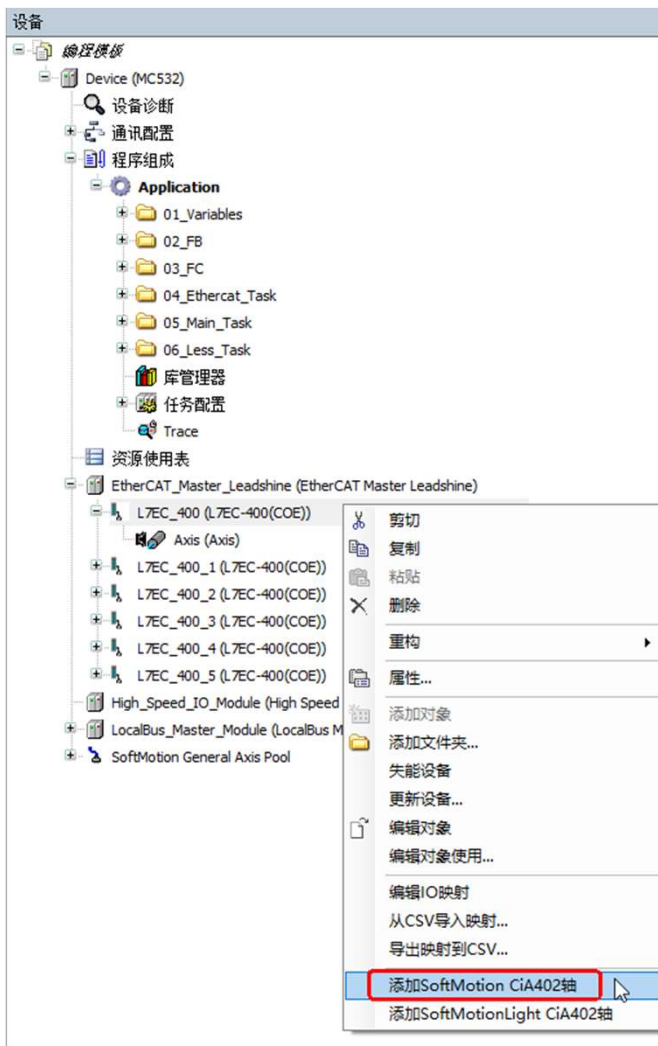 设备
编程模板
Device (MC532)
设备诊断
通讯配置
程序组成
Application
01_Variables
02_FB
03_FC
04_Ethercat_Task
05_Main_Task
06_Less_Task
库管理器
任务配置
Trace
资源使用表
EtherCAT_Master_Leadshine (EtherCAT Master Leadshine)
L7EC_400 (L7EC-400(COE))
Axis (Axis)
L7EC_400_1 (L7EC-400(COE))
L7EC_400_2 (L7EC-400(COE))
L7EC_400_3 (L7EC-400(COE))
L7EC_400_4 (L7EC-400(COE))
L7EC_400_5 (L7EC-400(COE))
High_Speed_IO_Module (High Speed
LocalBus_Master_Module (LocalBus M
SoftMotion General Axis Pool
剪切
复制
粘贴
删除
重构
属性...
添加对象
添加文件夹...
失能设备
更新设备...
编辑对象
编辑对象使用...
编辑IO映射
从CSV导入映射...
导出映射到CSV...
添加SoftMotion CiA402轴
添加SoftMotionLight CiA402轴